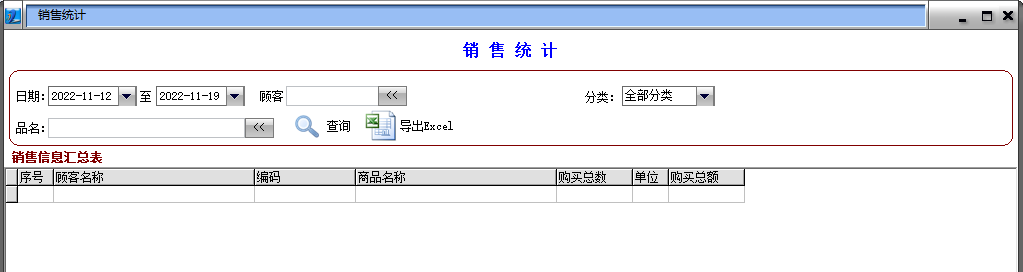 销售统计
销 售 统 计
日期: 2022-11-12 至 2022-11-19 顾客 << 分类: 全部分类
品名: << 查询 导出Excel
销售信息汇总表
序号 顾客名称 编码 商品名称 购买总数 单位 购买总额